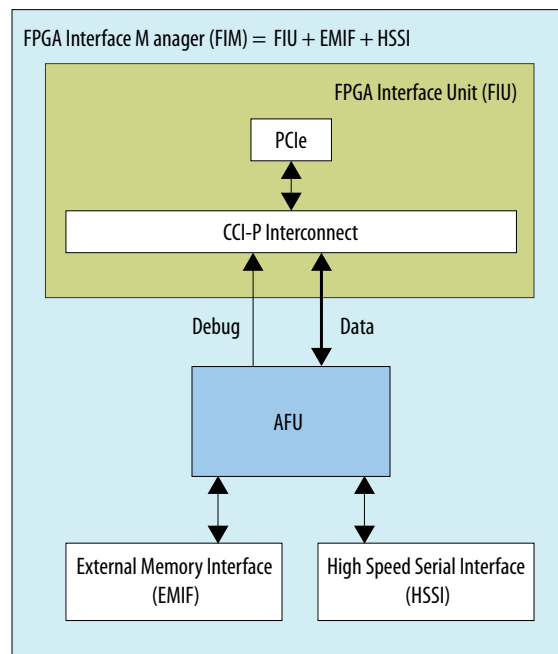 FPGA Interface M anager (FIM) = FIU + EMIF + HSSI
FPGA Interface Unit (FIU)
PCIe
CCI-P Interconnect
Debug
Data
AFU
External Memory Interface
(EMIF)
High Speed Serial Interface
(HSSI)